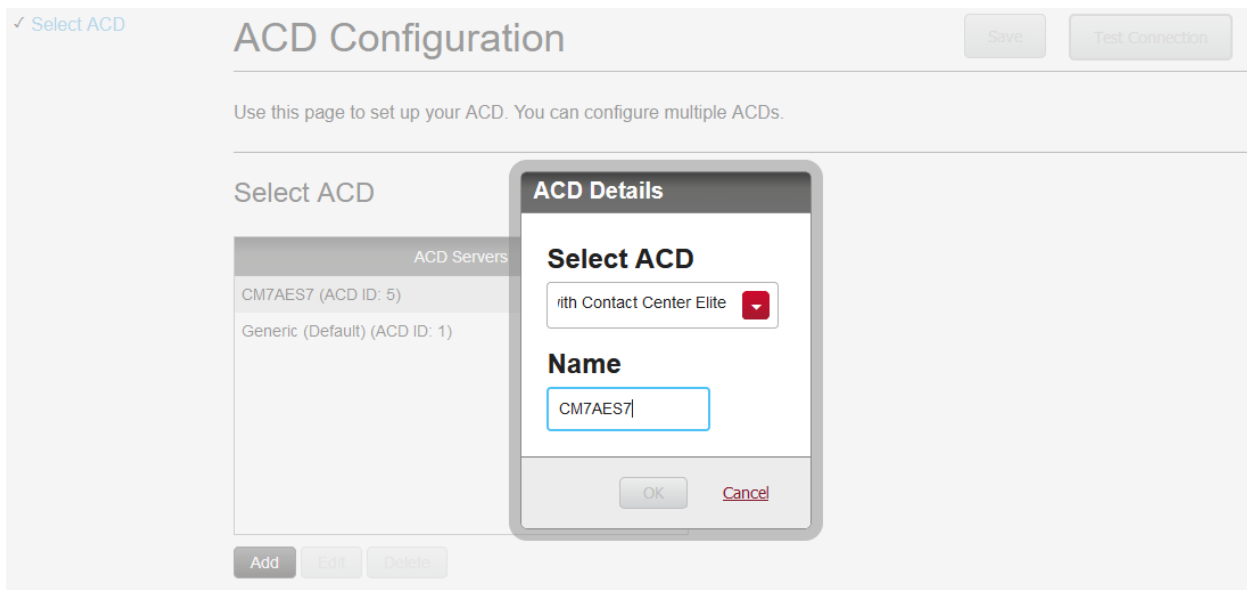 ✓ Select ACD
ACD Configuration
Save
Test Connection
Use this page to set up your ACD. You can configure multiple ACDs.
Select ACD
ACD Servers
CM7AES7 (ACD ID: 5)
Generic (Default) (ACD ID: 1)
Add
Edit
Delete
ACD Details
Select ACD
with Contact Center Elite
Name
CM7AES7
OK
Cancel